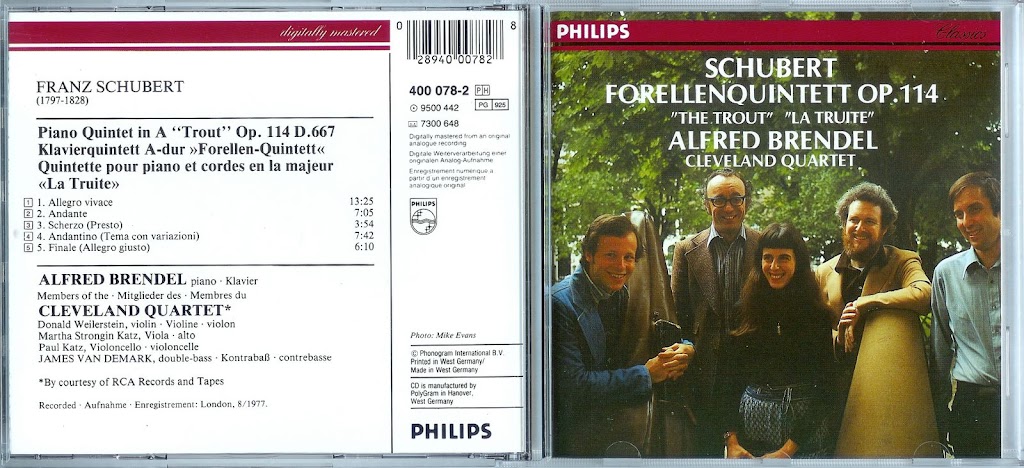 digitally mastered
FRANZ SCHUBERT
(1797-1828)
Piano Quintet in A ‘‘Trout’’ Op. 114 D.667
Klavierquintett A-dur »Forellen-Quintett«
Quintette pour piano et cordes en la majeur
«La Truite»
1 1. Allegro vivace 13:25
2 2. Andante 7:05
3 3. Scherzo (Presto) 3:54
4 4. Andantino (Tema con variazioni) 7:42
5 5. Finale (Allegro giusto) 6:10
ALFRED BRENDEL piano · Klavier
Members of the · Mitglieder des · Membres du
CLEVELAND QUARTET*
Donald Weilerstein, violin · Violine · violon
Martha Strongin Katz, Viola · alto
Paul Katz, Violoncello · violoncelle
JAMES VAN DEMARK, double-bass · Kontrabaß · contrebasse
*By courtesy of RCA Records and Tapes
Recorded · Aufnahme · Enregistrement: London, 8/1977.
0 28940 00782 8
400 078-2 PH
9500 442 PG 925
7300 648
Digitally mastered from an original
analogue recording
Digitale Weiterverarbeitung einer
originalen Analog-Aufnahme
Enregistrement numérique à
partir d'un enregistrement
analogique original
PHILIPS
Photo: Mike Evans
© Phonogram International B.V.
Printed in West Germany/
Made in West Germany
CD is manufactured by
PolyGram in Hanover,
West Germany
PHILIPS
PHILIPS
Classics
SCHUBERT
FORELLENQUINTETT OP.114
"THE TROUT" "LA TRUITE"
ALFRED BRENDEL
CLEVELAND QUARTET